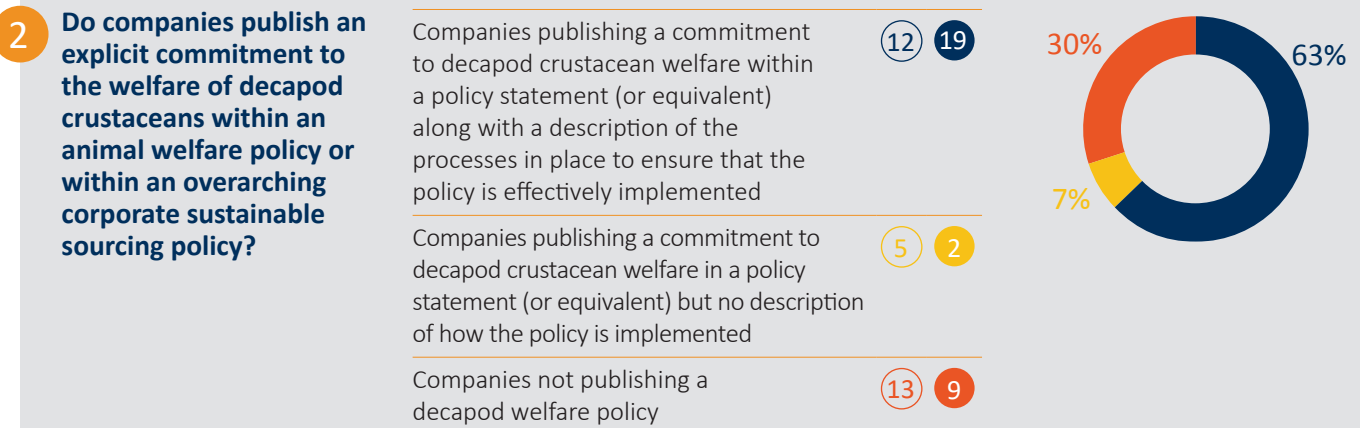 2
Do companies publish an
explicit commitment to
the welfare of decapod
crustaceans within an
animal welfare policy or
within an overarching
corporate sustainable
sourcing policy?
Companies publishing a commitment
to decapod crustacean welfare within
a policy statement (or equivalent)
along with a description of the
processes in place to ensure that the
policy is effectively implemented
12 19
Companies publishing a commitment to
decapod crustacean welfare in a policy
statement (or equivalent) but no description
of how the policy is implemented
5 2
Companies not publishing a
decapod welfare policy
13 9
30%
63%
7%